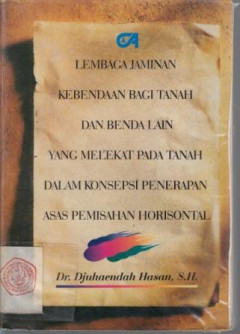 LEMBAGA JAMINAN
KEBENDAAN BAGI TANAH
DAN BENDA LAIN
YANG MELEKAT PADA TANAH
DALAM KONSEPSI PENERAPAN
ASAS PEMISAHAN HORISONTAL
Dr. Djuhaendah Hasan, S.H.